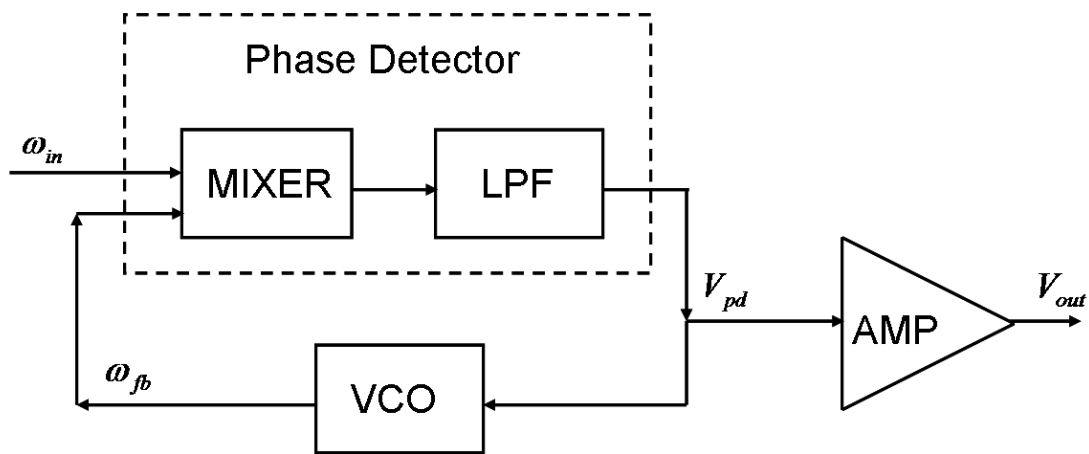 Phase Detector
ω_in
MIXER
LPF
V_pd
V_out
AMP
ω_fb
VCO